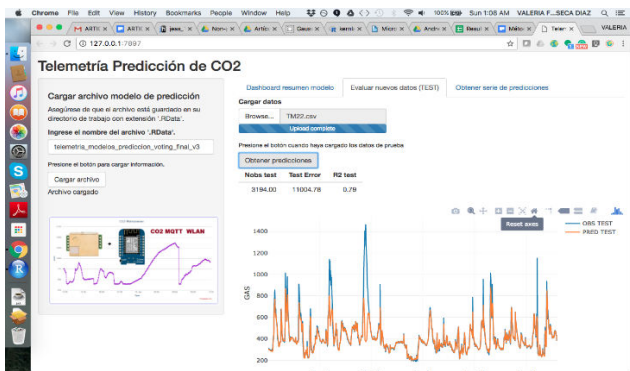 Chrome File Edit View History Bookmarks People Window Help
100% Sun 1:08 AM VALERIA F...SECA DIAZ
VALERIA
127.0.0.1:7897
Telemetría Predicción de CO2
Cargar archivo modelo de predicción
Asegúrese de que el archivo está guardado en su
directorio de trabajo con extensión '.RData'.
Ingrese el nombre del archivo '.RData'.
telemetria_modelos_prediccion_voting_final_v3
Presione el botón para cargar información.
Cargar archivo
Archivo cargado
CO2 MQTT WLAN
Dashboard resumen modelo
Evaluar nuevos datos (TEST)
Obtener serie de predicciones
Cargar datos
Browse...
TM22.csv
Upload complete
Presione el botón cuando haya cargado los datos de prueba
Obtener predicciones
Nobs test Test Error R2 test
3194.00 11004.78 0.79
Reset axes
OBS TEST
PRED TEST
GAS
1400
1200
1000
800
600
400
200